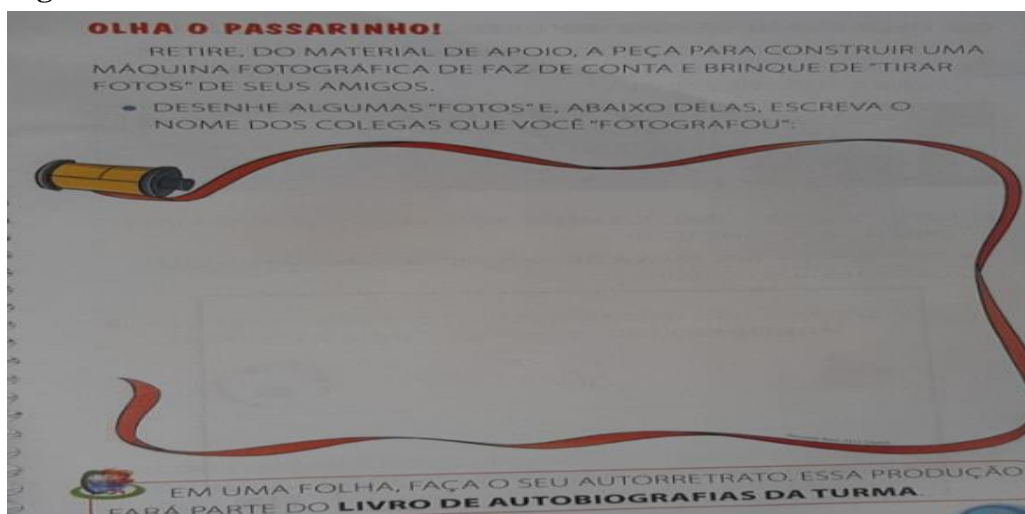 OLHA O PASSARINHO!
RETIRE, DO MATERIAL DE APOIO, A PEÇA PARA CONSTRUIR UMA
MÁQUINA FOTOGRÁFICA DE FAZ DE CONTA E BRINQUE DE "TIRAR
FOTOS" DE SEUS AMIGOS.
• DESENHE ALGUMAS "FOTOS" E, ABAIXO DELAS, ESCREVA O
NOME DOS COLEGAS QUE VOCÊ "FOTOGRAFOU":
EM UMA FOLHA, FAÇA O SEU AUTORRETRATO. ESSA PRODUÇÃO
FARÁ PARTE DO LIVRO DE AUTOBIOGRAFIAS DA TURMA.